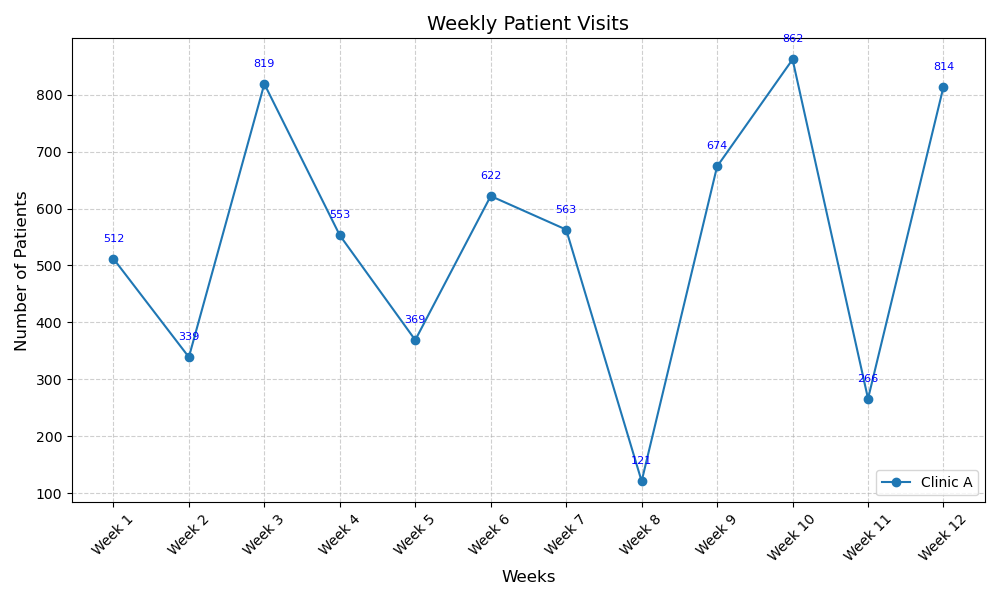 Weekly Patient Visits
Number of Patients
800
700
600
500
400
300
200
100
512
339
819
553
369
622
563
121
674
862
266
814
Clinic A
Week 1
Week 2
Week 3
Week 4
Week 5
Week 6
Week 7
Week 8
Week 9
Week 10
Week 11
Week 12
Weeks